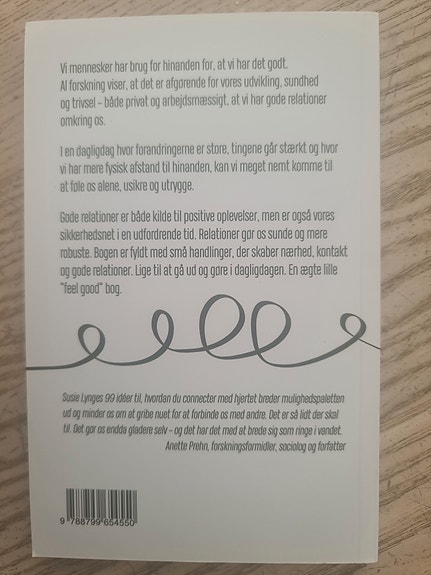 Vi mennesker har brug for hinanden for, at vi har det godt.
Al forskning viser, at det er afgørende for vores udvikling, sundhed
og trivsel – både privat og arbejdsmæssigt, at vi har gode relationer
omkring os.
I en dagligdag hvor forandringerne er store, tingene går stærkt og hvor
vi har mere fysisk afstand til hinanden, kan vi meget nemt komme til
at føle os alene, usikre og utrygge.
Gode relationer er både kilde til positive oplevelser, men er også vores
sikkerhedsnet i en udfordrende tid. Relationer gør os sunde og mere
robuste. Bogen er fyldt med små handlinger, der skaber nærhed, kontakt
og gode relationer. Lige til at gå ud og gøre i dagligdagen. En ægte lille
"feel good" bog.
Susie Lynges 99 idéer til, hvordan du connecter med hjertet breder mulighedspaletten
ud og minder os om at gribe nuet for at forbinde os med andre. Det er så lidt der skal
til. Det gør os endda gladere selv – og det har det med at brede sig som ringe i vandet.
Anette Prehn, forskningsformidler, sociolog og forfatter
9 788799 654550